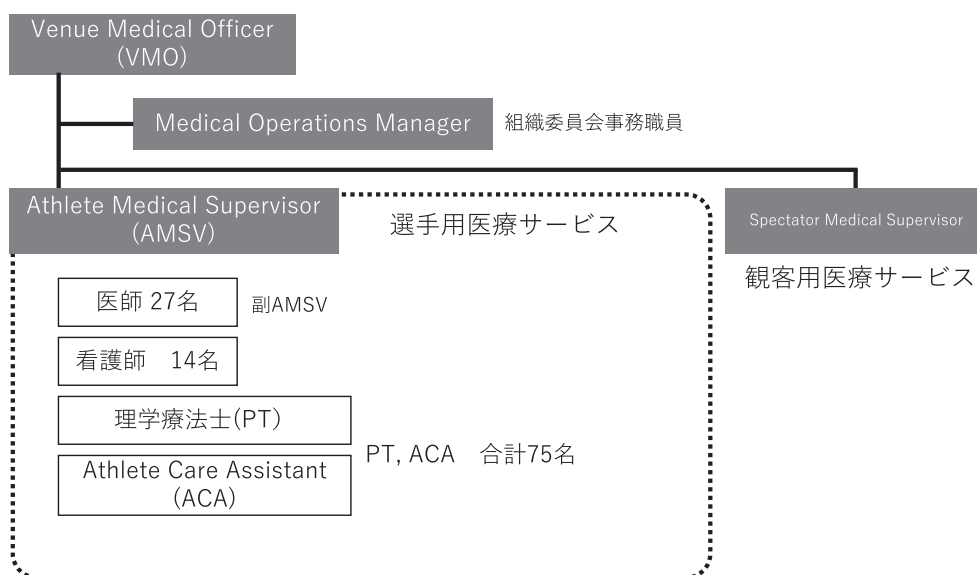 Venue Medical Officer
(VMO)
Medical Operations Manager
組織委員会事務職員
Athlete Medical Supervisor
(AMSV)
選手用医療サービス
Spectator Medical Supervisor
観客用医療サービス
医師 27名
副AMSV
看護師　14名
理学療法士(PT)
PT, ACA　合計75名
Athlete Care Assistant
(ACA)